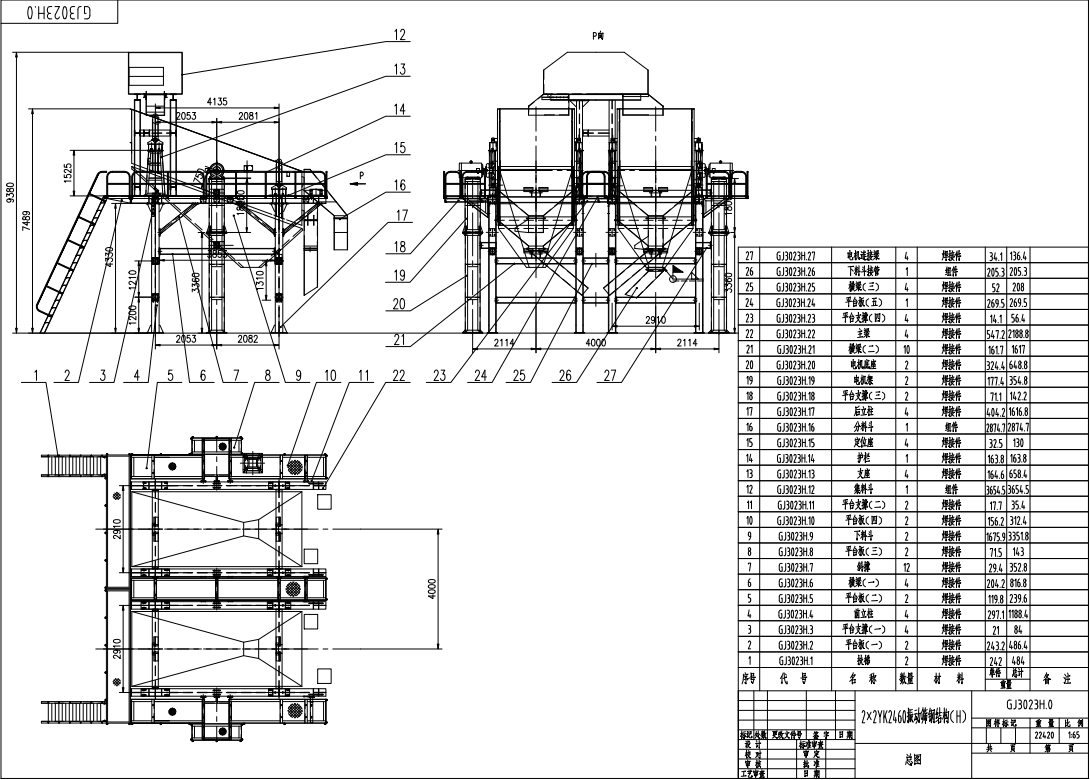 GJ3023H.0
12
13
14
15
16
17
4135
2053
2081
1525
750
9380
7489
4350
1210
1200
3360
1310
2053
2082
P
P向
18
19
20
21
23
24
25
26
27
2910
3360
2114
4000
2114
1
2
3
4
5
6
7
8
9
10
11
22
2910
2910
4000
27 GJ3023H.27 电机连接梁 4 焊接件 34.1 136.4
26 GJ3023H.26 下料斗接管 1 组件 205.3 205.3
25 GJ3023H.25 横梁(三) 4 焊接件 52 208
24 GJ3023H.24 平台板(五) 1 焊接件 269.5 269.5
23 GJ3023H.23 平台支撑(四) 4 焊接件 14.1 56.4
22 GJ3023H.22 主梁 4 焊接件 547.2 2188.8
21 GJ3023H.21 横梁(二) 10 焊接件 161.7 1617
20 GJ3023H.20 电机底座 2 焊接件 324.4 648.8
19 GJ3023H.19 电机架 2 焊接件 177.4 354.8
18 GJ3023H.18 平台支撑(三) 2 焊接件 71.1 142.2
17 GJ3023H.17 后立柱 4 焊接件 404.2 1616.8
16 GJ3023H.16 分料斗 1 组件 2874.7 2874.7
15 GJ3023H.15 定位座 4 焊接件 32.5 130
14 GJ3023H.14 护栏 1 焊接件 163.8 163.8
13 GJ3023H.13 支座 4 焊接件 164.6 658.4
12 GJ3023H.12 集料斗 1 组件 3654.5 3654.5
11 GJ3023H.11 平台支撑(二) 2 焊接件 17.7 35.4
10 GJ3023H.10 平台板(四) 2 焊接件 156.2 312.4
9 GJ3023H.9 下料斗 2 焊接件 1675.9 3351.8
8 GJ3023H.8 平台板(三) 2 焊接件 71.5 143
7 GJ3023H.7 斜撑 12 焊接件 29.4 352.8
6 GJ3023H.6 横梁(一) 4 焊接件 204.2 816.8
5 GJ3023H.5 平台板(二) 2 焊接件 119.8 239.6
4 GJ3023H.4 前立柱 4 焊接件 297.1 1188.4
3 GJ3023H.3 平台支撑(一) 4 焊接件 21 84
2 GJ3023H.2 平台板(一) 2 焊接件 243.2 486.4
1 GJ3023H.1 扶梯 2 焊接件 242 484
序号 代 号 名 称 数量 材 料 单件 总计 重量 备 注
2×2YK2460振动筛钢结构(H)
GJ3023H.0
图样标记 重 量 比 例
22420 1:65
共 页 第 页
标记 处数 更改文件号 签 字 日 期
设 计 标准审查
校 对 审 定
审 核 批 准
工艺审查 日 期
总图